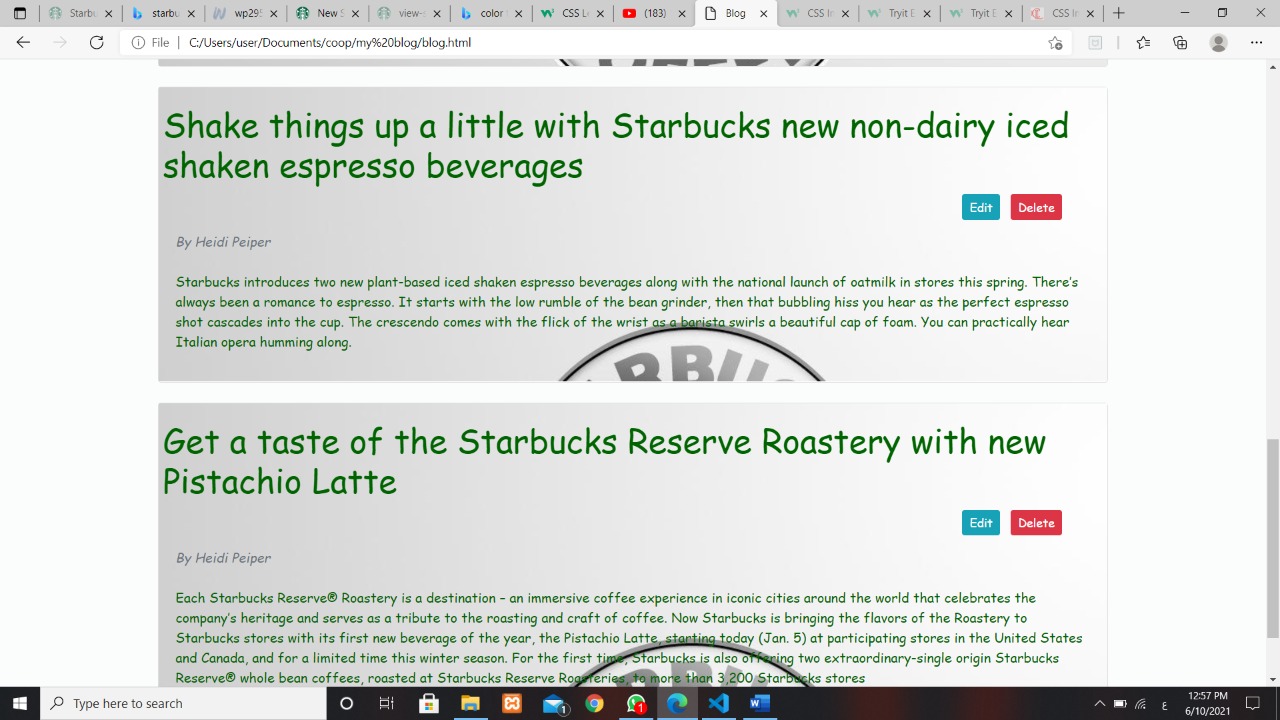 Starbu
starbu
wp295
New S
view-s
color
CSS Le
(183)
Blog
CSS In
Tryit E
Tryit E
CSS In
File | C:/Users/user/Documents/coop/my%20blog/blog.html
Shake things up a little with Starbucks new non-dairy iced
shaken espresso beverages
Edit Delete
By Heidi Peiper
Starbucks introduces two new plant-based iced shaken espresso beverages along with the national launch of oatmilk in stores this spring. There's
always been a romance to espresso. It starts with the low rumble of the bean grinder, then that bubbling hiss you hear as the perfect espresso
shot cascades into the cup. The crescendo comes with the flick of the wrist as a barista swirls a beautiful cap of foam. You can practically hear
Italian opera humming along.
Get a taste of the Starbucks Reserve Roastery with new
Pistachio Latte
Edit Delete
By Heidi Peiper
Each Starbucks Reserve® Roastery is a destination – an immersive coffee experience in iconic cities around the world that celebrates the
company's heritage and serves as a tribute to the roasting and craft of coffee. Now Starbucks is bringing the flavors of the Roastery to
Starbucks stores with its first new beverage of the year, the Pistachio Latte, starting today (Jan. 5) at participating stores in the United States
and Canada, and for a limited time this winter season. For the first time, Starbucks is also offering two extraordinary-single origin Starbucks
Reserve® whole bean coffees, roasted at Starbucks Reserve Roasteries, to more than 3,200 Starbucks stores
Type here to search
1
1
ع
12:57 PM
6/10/2021